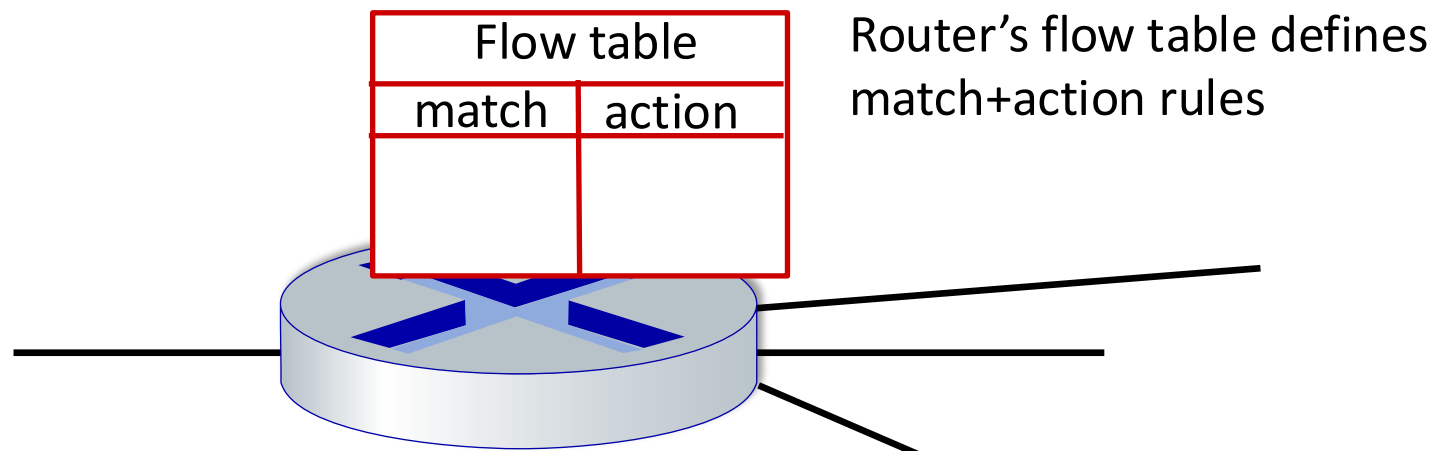 Flow table
match action
Router’s flow table defines
match+action rules